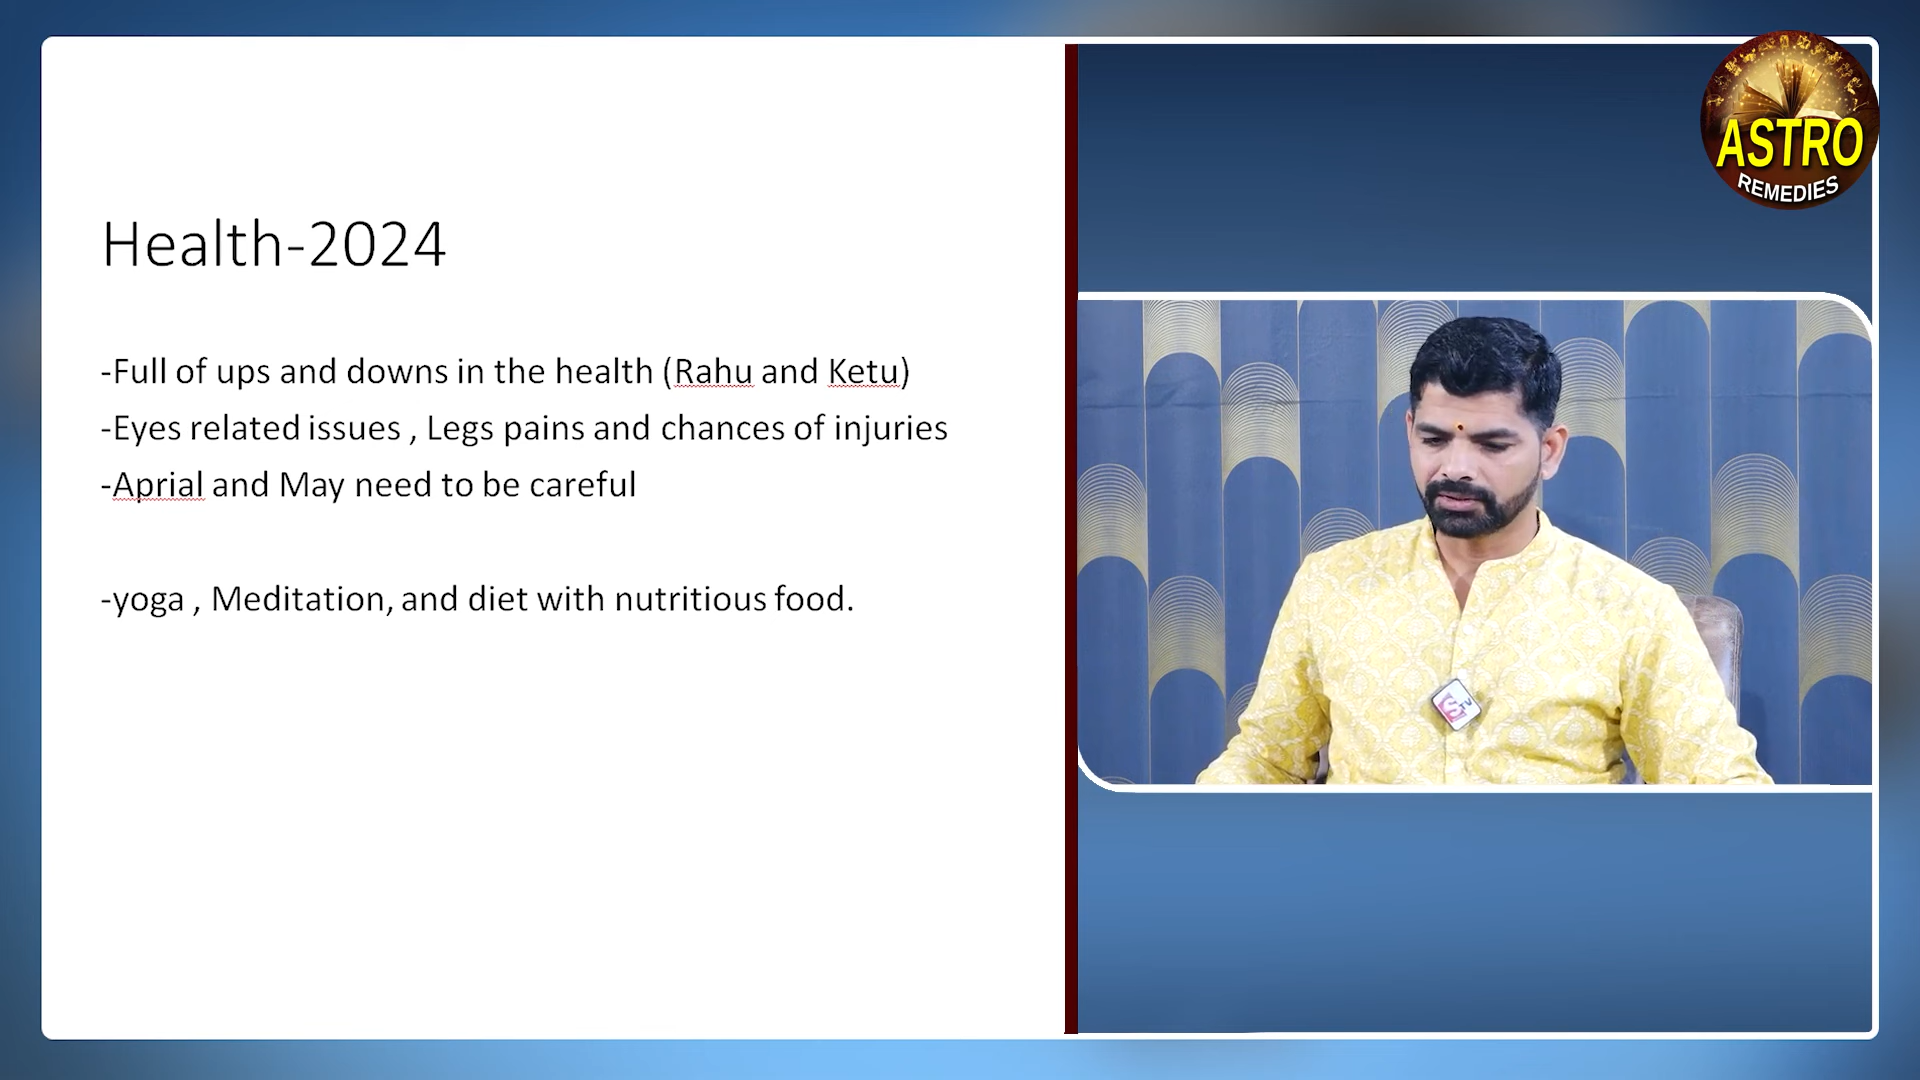 ASTRO
REMEDIES
Health-2024
-Full of ups and downs in the health (Rahu and Ketu)
-Eyes related issues , Legs pains and chances of injuries
-Aprial and May need to be careful
-yoga , Meditation, and diet with nutritious food.
S TV